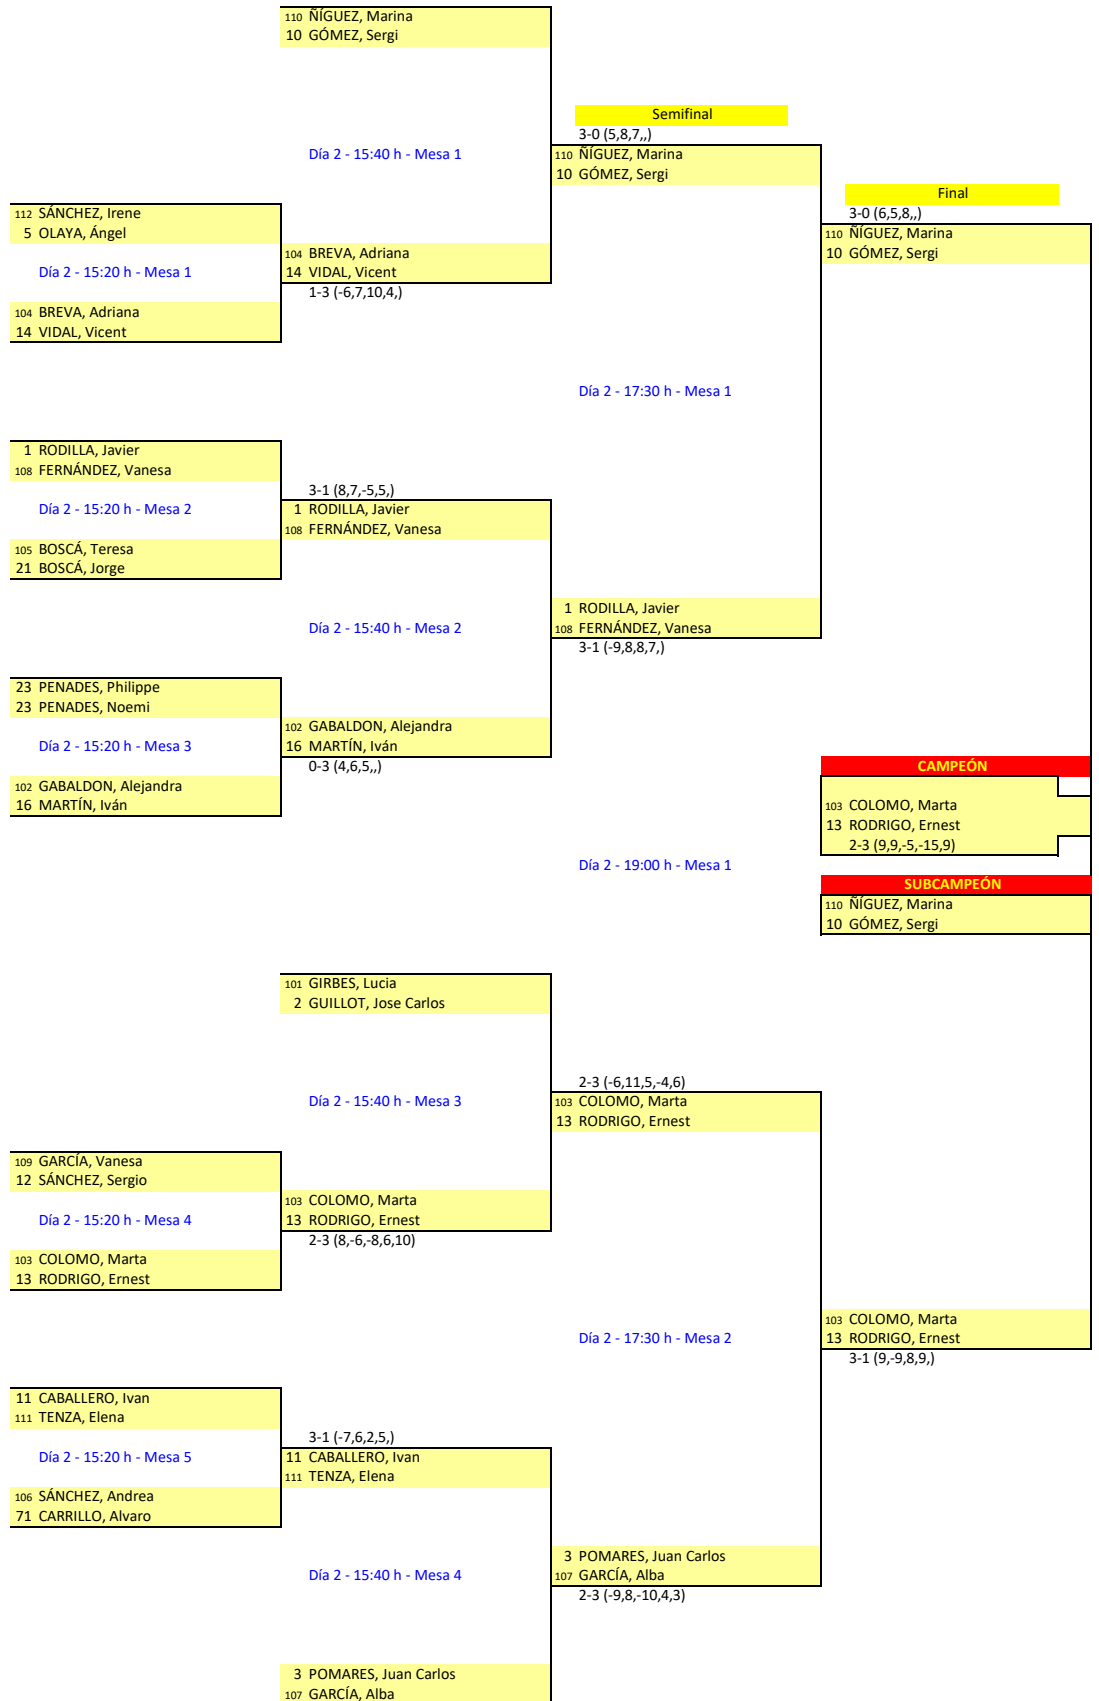 110 ÑÍGUEZ, Marina
10 GÓMEZ, Sergi
Semifinal
3-0 (5,8,7,,)
Día 2 - 15:40 h - Mesa 1
110 ÑÍGUEZ, Marina
10 GÓMEZ, Sergi
Final
3-0 (6,5,8,,)
112 SÁNCHEZ, Irene
5 OLAYA, Ángel
110 ÑÍGUEZ, Marina
10 GÓMEZ, Sergi
Día 2 - 15:20 h - Mesa 1
104 BREVA, Adriana
14 VIDAL, Vicent
1-3 (-6,7,10,4,)
104 BREVA, Adriana
14 VIDAL, Vicent
Día 2 - 17:30 h - Mesa 1
1 RODILLA, Javier
108 FERNÁNDEZ, Vanesa
3-1 (8,7,-5,5,)
Día 2 - 15:20 h - Mesa 2
1 RODILLA, Javier
108 FERNÁNDEZ, Vanesa
105 BOSCÁ, Teresa
21 BOSCÁ, Jorge
Día 2 - 15:40 h - Mesa 2
1 RODILLA, Javier
108 FERNÁNDEZ, Vanesa
3-1 (-9,8,8,7,)
23 PENADES, Philippe
23 PENADES, Noemi
Día 2 - 15:20 h - Mesa 3
102 GABALDON, Alejandra
16 MARTÍN, Iván
0-3 (4,6,5,,)
102 GABALDON, Alejandra
16 MARTÍN, Iván
CAMPEÓN
103 COLOMO, Marta
13 RODRIGO, Ernest
2-3 (9,9,-5,-15,9)
Día 2 - 19:00 h - Mesa 1
SUBCAMPEÓN
110 ÑÍGUEZ, Marina
10 GÓMEZ, Sergi
101 GIRBES, Lucia
2 GUILLOT, Jose Carlos
2-3 (-6,11,5,-4,6)
Día 2 - 15:40 h - Mesa 3
103 COLOMO, Marta
13 RODRIGO, Ernest
109 GARCÍA, Vanesa
12 SÁNCHEZ, Sergio
Día 2 - 15:20 h - Mesa 4
103 COLOMO, Marta
13 RODRIGO, Ernest
2-3 (8,-6,-8,6,10)
103 COLOMO, Marta
13 RODRIGO, Ernest
Día 2 - 17:30 h - Mesa 2
103 COLOMO, Marta
13 RODRIGO, Ernest
3-1 (9,-9,8,9,)
11 CABALLERO, Ivan
111 TENZA, Elena
3-1 (-7,6,2,5,)
Día 2 - 15:20 h - Mesa 5
11 CABALLERO, Ivan
111 TENZA, Elena
106 SÁNCHEZ, Andrea
71 CARRILLO, Alvaro
Día 2 - 15:40 h - Mesa 4
3 POMARES, Juan Carlos
107 GARCÍA, Alba
2-3 (-9,8,-10,4,3)
3 POMARES, Juan Carlos
107 GARCÍA, Alba